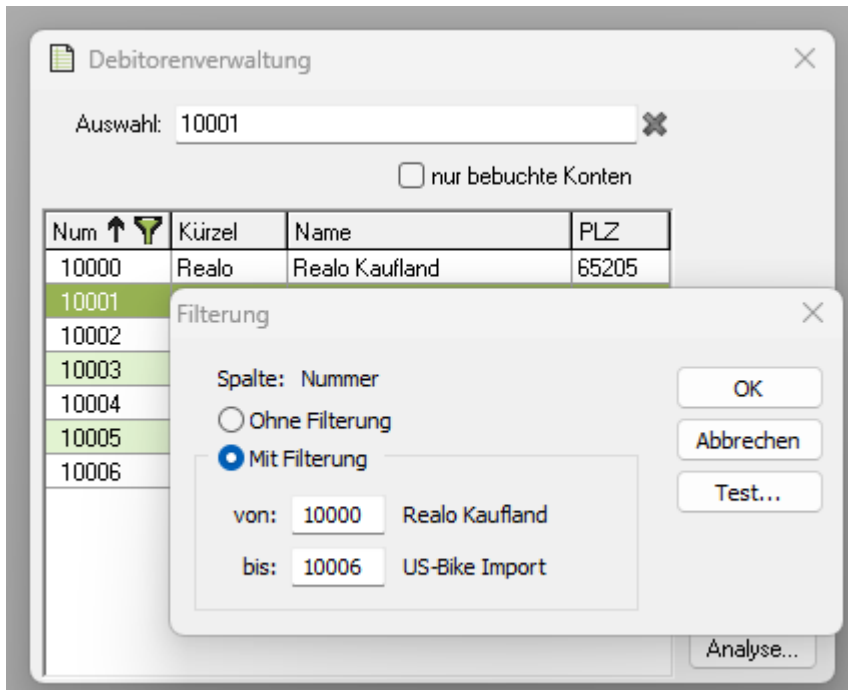 Debitorenverwaltung
Auswahl: 10001
nur bebuchte Konten
Num Kürzel Name PLZ
10000 Realo Realo Kaufland 65205
10001
10002
10003
10004
10005
10006
Filterung
Spalte: Nummer
Ohne Filterung
Mit Filterung
von: 10000 Realo Kaufland
bis: 10006 US-Bike Import
OK
Abbrechen
Test...
Analyse...